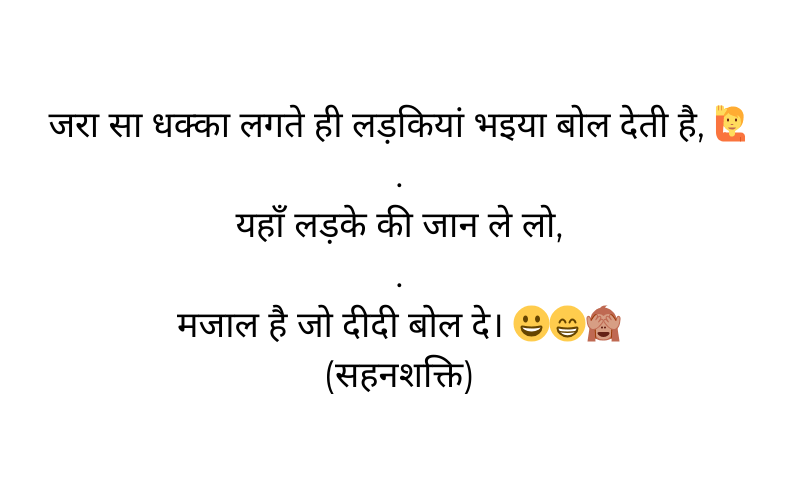 जरा सा धक्का लगते ही लड़कियां भइया बोल देती है, 🙋
.
यहाँ लड़के की जान ले लो,
.
मजाल है जो दीदी बोल दे। 😀😁🙈
(सहनशक्ति)